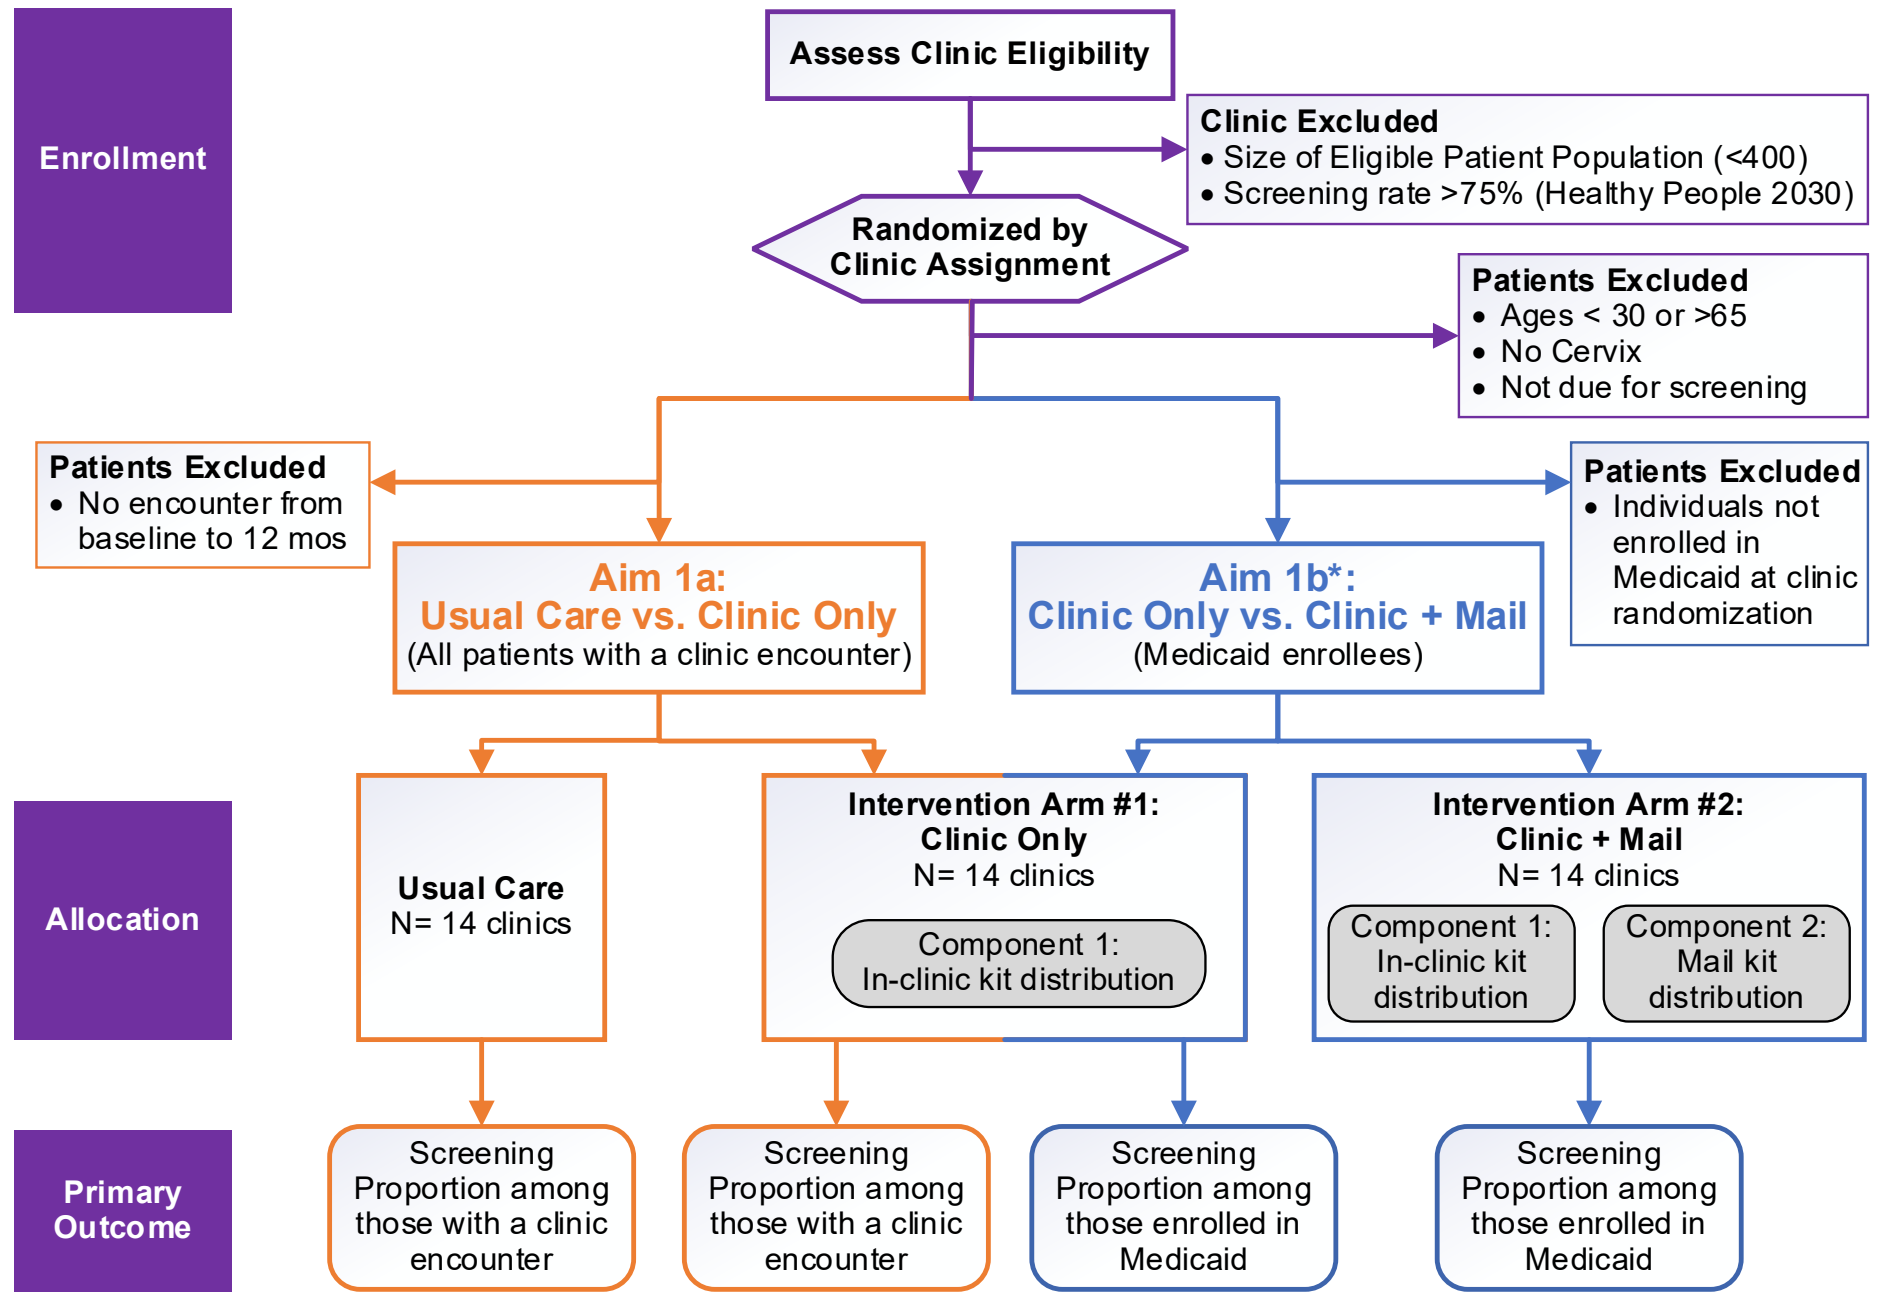 Enrollment
Assess Clinic Eligibility
Clinic Excluded
• Size of Eligible Patient Population (<400)
• Screening rate >75% (Healthy People 2030)
Randomized by
Clinic Assignment
Patients Excluded
• Ages < 30 or >65
• No Cervix
• Not due for screening
Patients Excluded
• No encounter from
baseline to 12 mos
Patients Excluded
• Individuals not
enrolled in
Medicaid at clinic
randomization
Aim 1a:
Usual Care vs. Clinic Only
(All patients with a clinic encounter)
Aim 1b*:
Clinic Only vs. Clinic + Mail
(Medicaid enrollees)
Allocation
Usual Care
N= 14 clinics
Intervention Arm #1:
Clinic Only
N= 14 clinics
Component 1:
In-clinic kit distribution
Intervention Arm #2:
Clinic + Mail
N= 14 clinics
Component 1:
In-clinic kit
distribution
Component 2:
Mail kit
distribution
Primary
Outcome
Screening
Proportion among
those with a clinic
encounter
Screening
Proportion among
those with a clinic
encounter
Screening
Proportion among
those enrolled in
Medicaid
Screening
Proportion among
those enrolled in
Medicaid